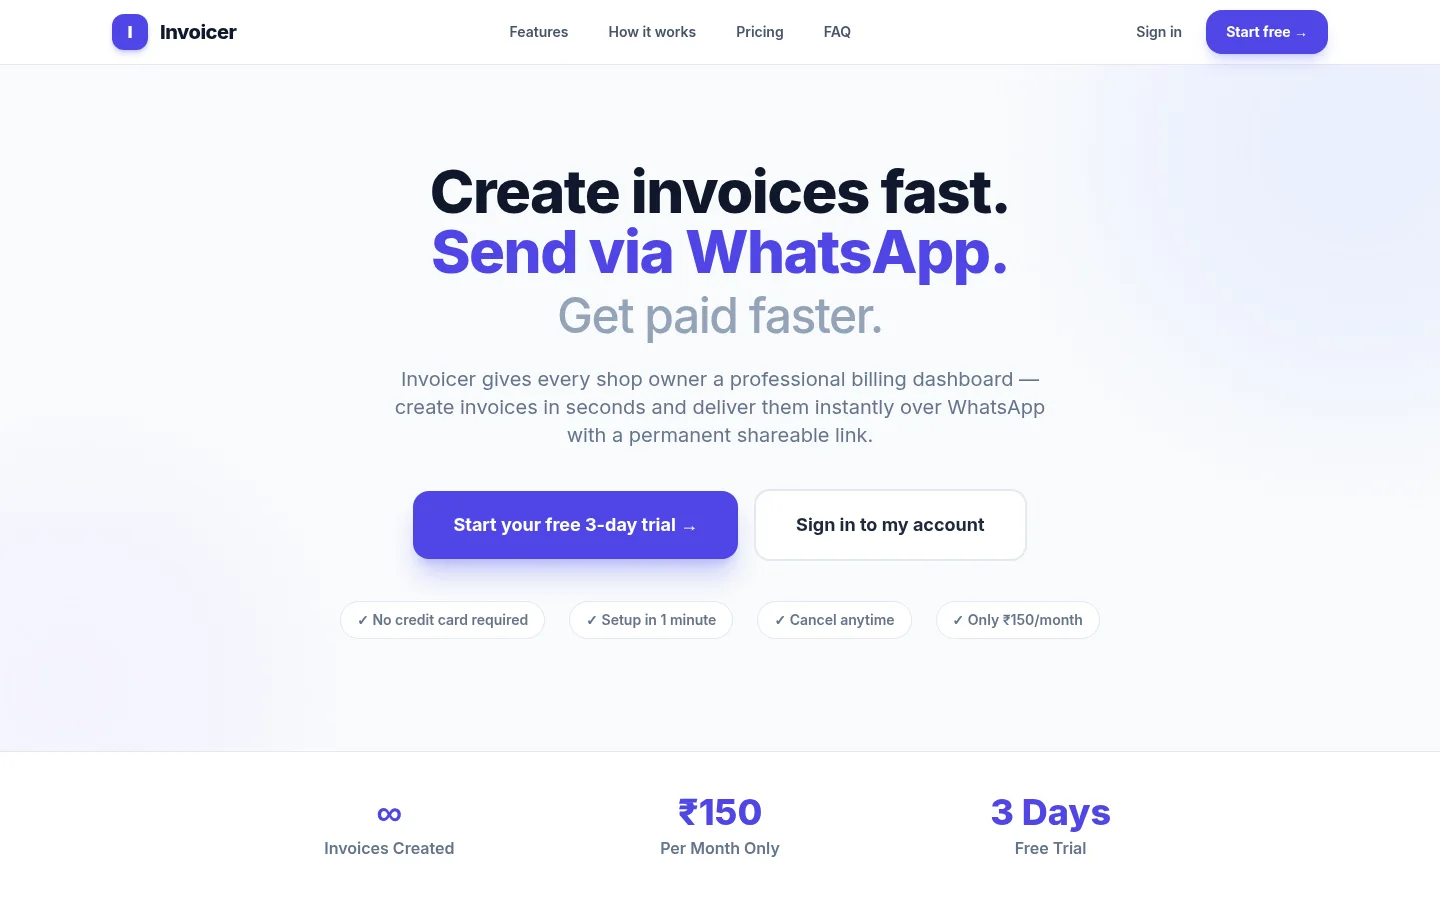 I
Invoicer
Features
How it works
Pricing
FAQ
Sign in
Start free →
Create invoices fast.
Send via WhatsApp.
Get paid faster.
Invoicer gives every shop owner a professional billing dashboard —
create invoices in seconds and deliver them instantly over WhatsApp
with a permanent shareable link.
Start your free 3-day trial →
Sign in to my account
✓ No credit card required
✓ Setup in 1 minute
✓ Cancel anytime
✓ Only ₹150/month
∞
Invoices Created
₹150
Per Month Only
3 Days
Free Trial